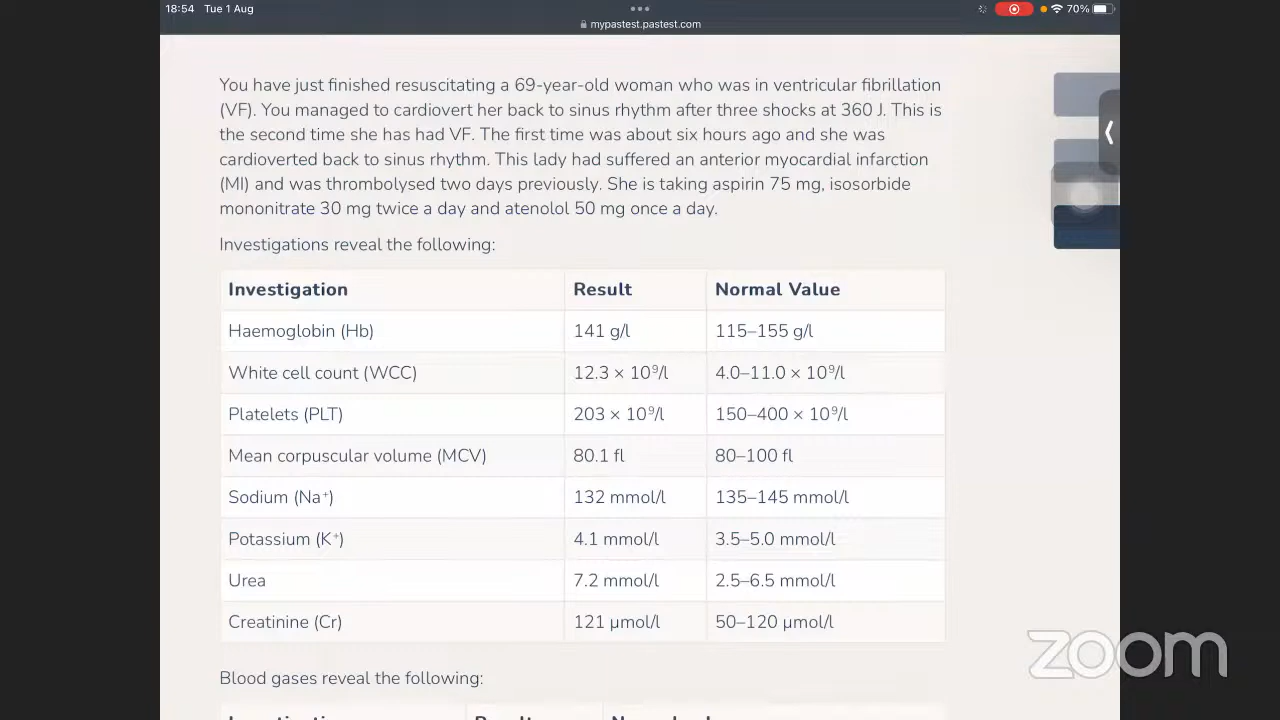 18:54 Tue 1 Aug
70%
mypastest.pastest.com
You have just finished resuscitating a 69-year-old woman who was in ventricular fibrillation
(VF). You managed to cardiovert her back to sinus rhythm after three shocks at 360 J. This is
the second time she has had VF. The first time was about six hours ago and she was
cardioverted back to sinus rhythm. This lady had suffered an anterior myocardial infarction
(MI) and was thrombolysed two days previously. She is taking aspirin 75 mg, isosorbide
mononitrate 30 mg twice a day and atenolol 50 mg once a day.
Investigations reveal the following:
Investigation Result Normal Value
Haemoglobin (Hb) 141 g/l 115–155 g/l
White cell count (WCC) 12.3 × 10⁹/l 4.0–11.0 × 10⁹/l
Platelets (PLT) 203 × 10⁹/l 150–400 × 10⁹/l
Mean corpuscular volume (MCV) 80.1 fl 80–100 fl
Sodium (Na⁺) 132 mmol/l 135–145 mmol/l
Potassium (K⁺) 4.1 mmol/l 3.5–5.0 mmol/l
Urea 7.2 mmol/l 2.5–6.5 mmol/l
Creatinine (Cr) 121 µmol/l 50–120 µmol/l
zoom
Blood gases reveal the following: